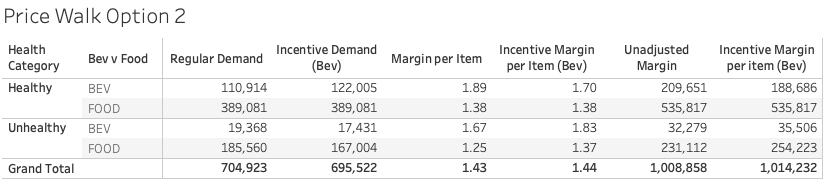 Price Walk Option 2
Health Category Bev v Food Regular Demand Incentive Demand (Bev) Margin per Item Incentive Margin per Item (Bev) Unadjusted Margin Incentive Margin per item (Bev)
Healthy BEV 110,914 122,005 1.89 1.70 209,651 188,686
FOOD 389,081 389,081 1.38 1.38 535,817 535,817
Unhealthy BEV 19,368 17,431 1.67 1.83 32,279 35,506
FOOD 185,560 167,004 1.25 1.37 231,112 254,223
Grand Total 704,923 695,522 1.43 1.44 1,008,858 1,014,232